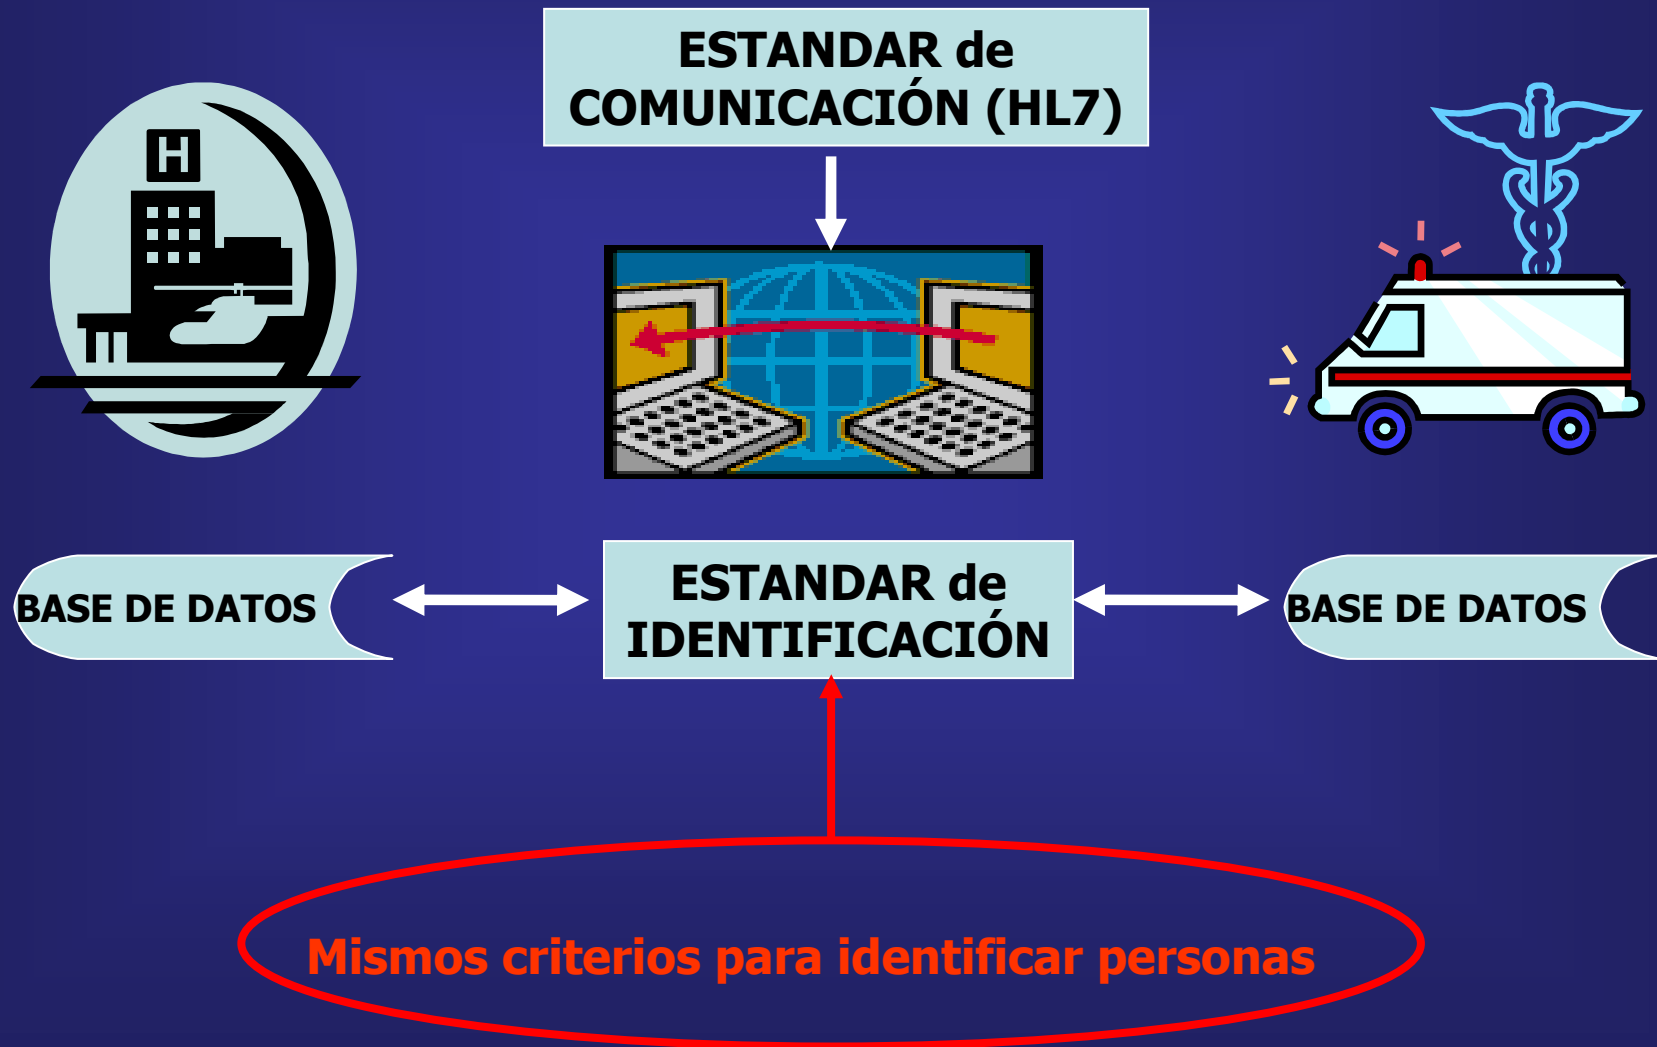 ESTANDAR de
COMUNICACIÓN (HL7)
H
BASE DE DATOS
ESTANDAR de
IDENTIFICACIÓN
BASE DE DATOS
Mismos criterios para identificar personas